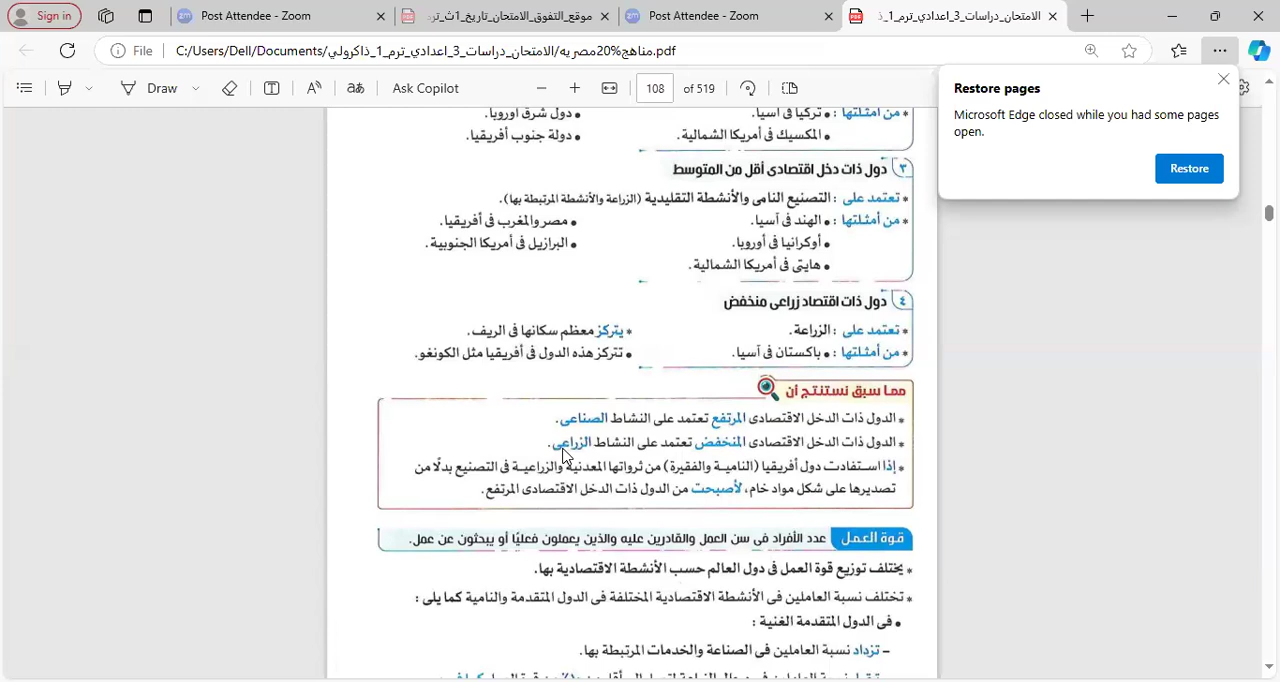 Sign in
Post Attendee - Zoom
موقع التفوق_الامتحان_تاريخ_1ث_تر
Post Attendee - Zoom
الامتحان_دراسات_3_اعدادي_ترم_1_ذ
File
C:/Users/Dell/Documents/مناهج%20مصريه/الامتحان_دراسات_3_اعدادي_ترم_1_ذاكرولي.pdf
Draw
Ask Copilot
108 of 519
Restore pages
Microsoft Edge closed while you had some pages
open.
Restore
* من أمثلتها : • تركيا فى آسيا. • دول شرق أوروبا.
• المكسيك فى أمريكا الشمالية. • دولة جنوب أفريقيا.
٣ دول ذات دخل اقتصادى أقل من المتوسط
* تعتمد على : التصنيع النامى والأنشطة التقليدية (الزراعة والأنشطة المرتبطة بها).
* من أمثلتها : • الهند فى آسيا. • مصر والمغرب فى أفريقيا.
• أوكرانيا فى أوروبا. • البرازيل فى أمريكا الجنوبية.
• هايتى فى أمريكا الشمالية.
٤ دول ذات اقتصاد زراعى منخفض
* تعتمد على : الزراعة. * يتركز معظم سكانها فى الريف.
* من أمثلتها : • باكستان فى آسيا. • تتركز هذه الدول فى أفريقيا مثل الكونغو.
مما سبق نستنتج أن
* الدول ذات الدخل الاقتصادى المرتفع تعتمد على النشاط الصناعى.
* الدول ذات الدخل الاقتصادى المنخفض تعتمد على النشاط الزراعى.
* إذا استفادت دول أفريقيا (النامية والفقيرة) من ثرواتها المعدنية والزراعية فى التصنيع بدلًا من
تصديرها على شكل مواد خام، لأصبحت من الدول ذات الدخل الاقتصادى المرتفع.
قوة العمل عدد الأفراد فى سن العمل والقادرين عليه والذين يعملون فعليًا أو يبحثون عن عمل.
* يختلف توزيع قوة العمل فى دول العالم حسب الأنشطة الاقتصادية بها.
* تختلف نسبة العاملين فى الأنشطة الاقتصادية المختلفة فى الدول المتقدمة والنامية كما يلى :
• فى الدول المتقدمة الغنية :
– تزداد نسبة العاملين فى الصناعة والخدمات المرتبطة بها.